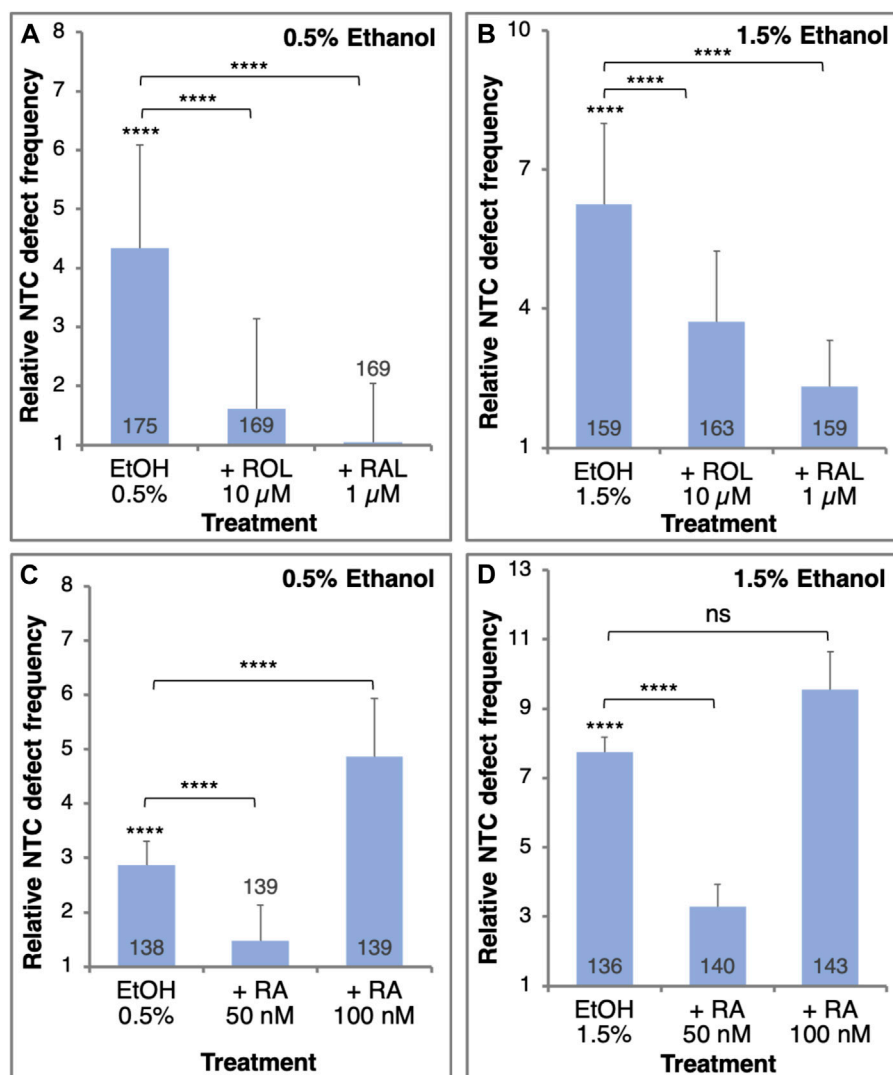 A
0.5% Ethanol
Relative NTC defect frequency
8
7
6
5
4
3
2
1
****
****
****
175
169
169
EtOH
0.5%
+ ROL
10 µM
+ RAL
1 µM
Treatment
B
1.5% Ethanol
Relative NTC defect frequency
10
7
4
1
****
****
****
159
163
159
EtOH
1.5%
+ ROL
10 µM
+ RAL
1 µM
Treatment
C
0.5% Ethanol
Relative NTC defect frequency
8
7
6
5
4
3
2
1
****
****
****
138
139
139
EtOH
0.5%
+ RA
50 nM
+ RA
100 nM
Treatment
D
1.5% Ethanol
Relative NTC defect frequency
13
11
9
7
5
3
1
ns
****
****
136
140
143
EtOH
1.5%
+ RA
50 nM
+ RA
100 nM
Treatment